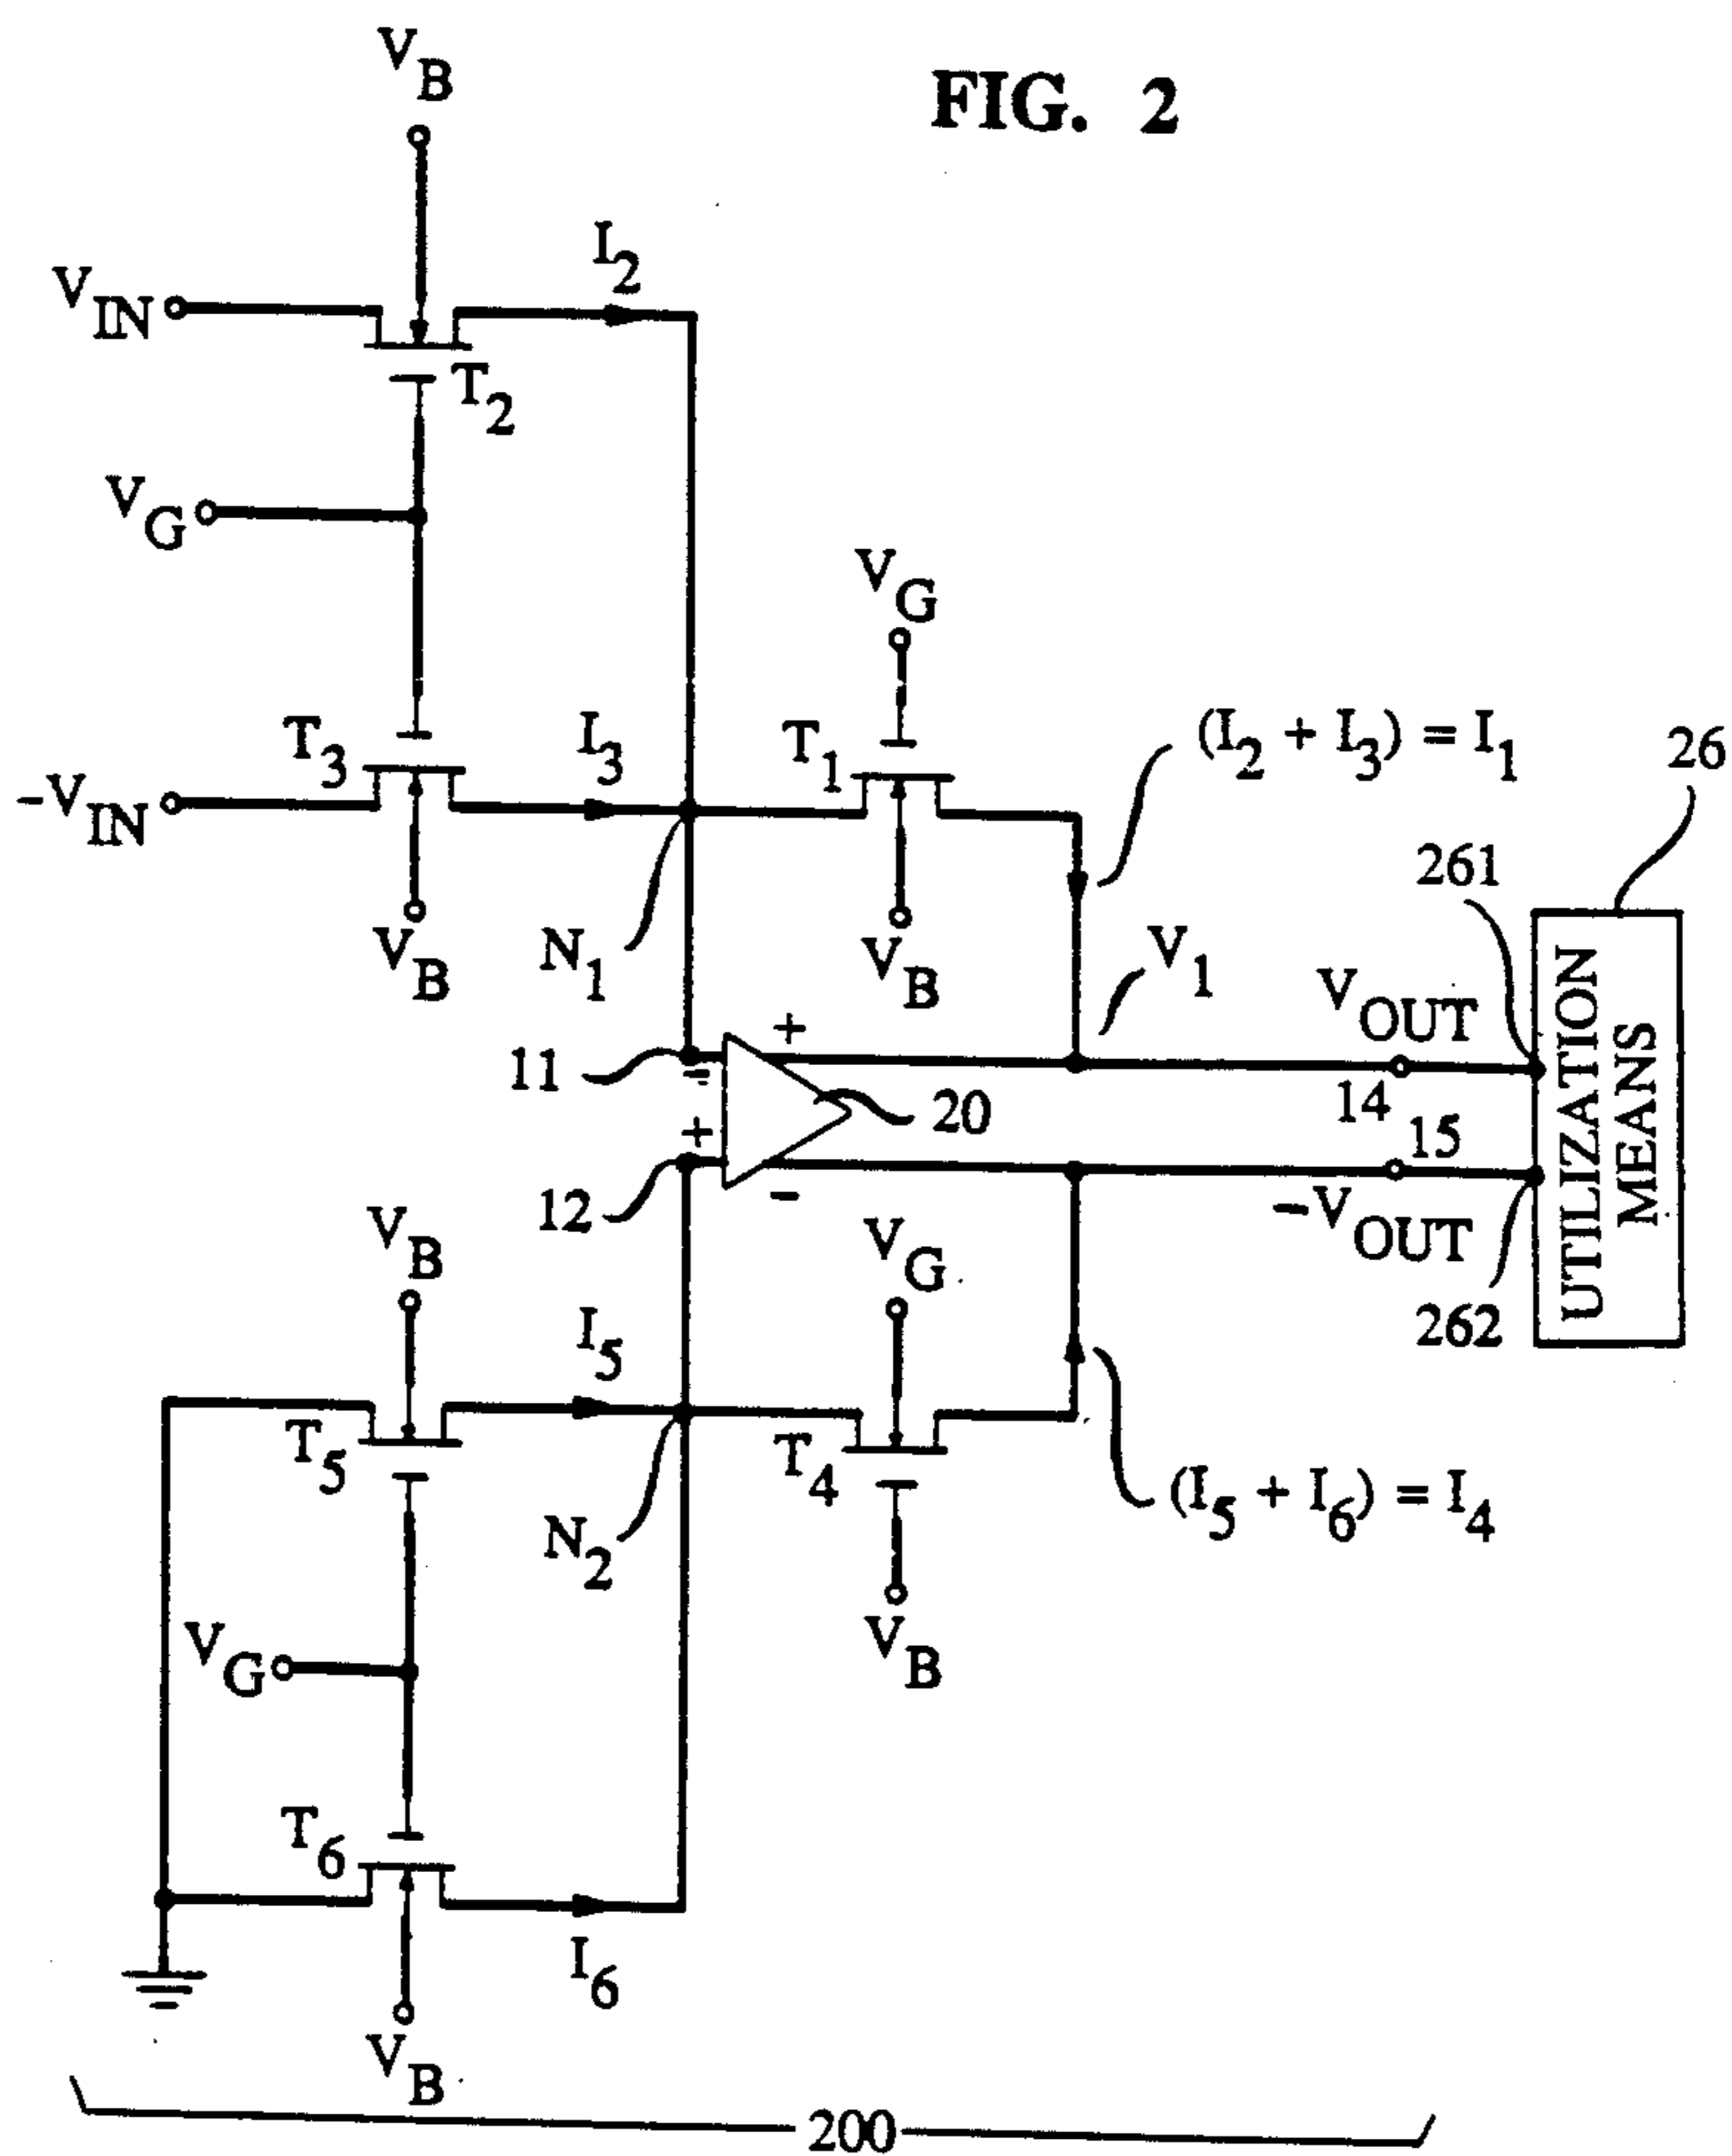 FIG. 2
V_B
I_2
V_IN
T_2
V_G
V_G
T_3
I_3
T_1
(I_2 + I_3) = I_1
26
-V_IN
261
V_B
N_1
V_B
V_1
V_OUT
UTILIZATION MEANS
11
+
-
20
14
+
15
12
-
-V_OUT
V_B
V_G
262
I_5
T_5
T_4
(I_5 + I_6) = I_4
N_2
V_G
V_B
T_6
I_6
V_B
200